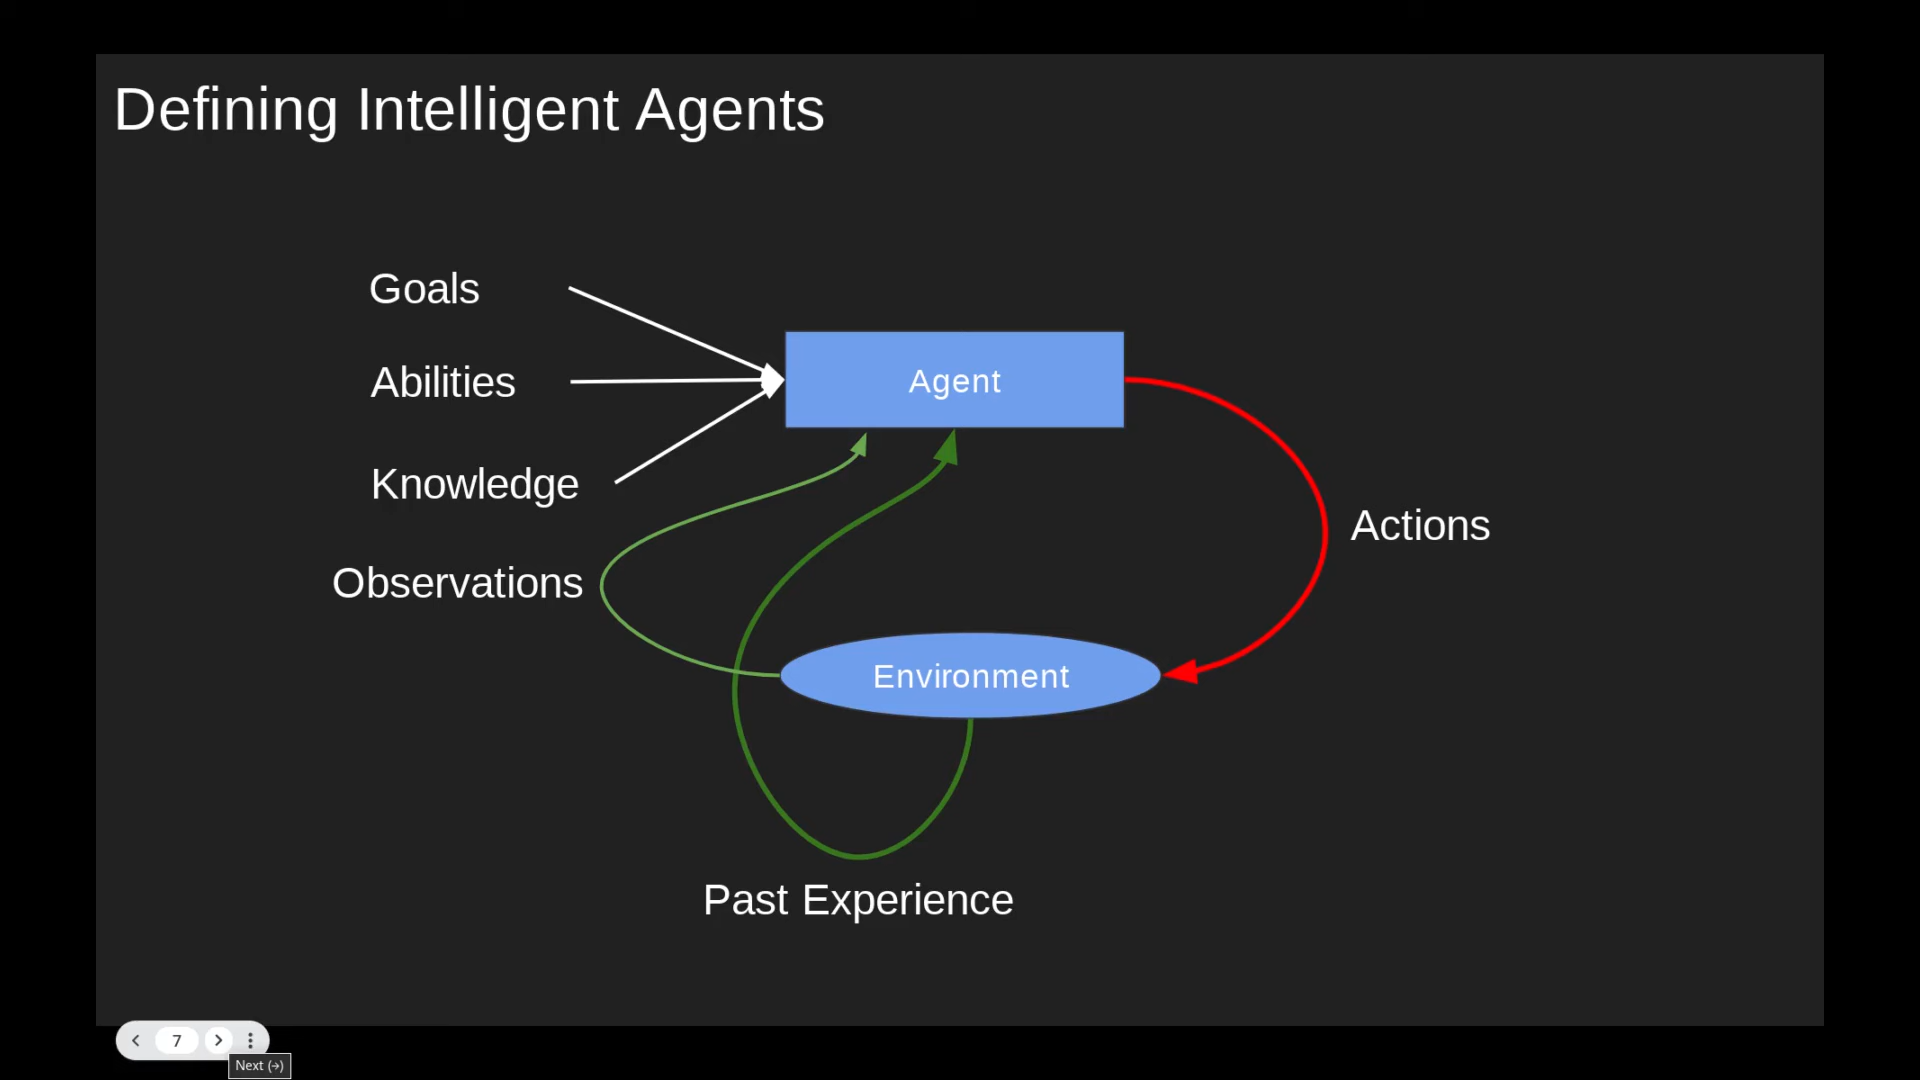 Defining Intelligent Agents
Goals
Abilities
Knowledge
Observations
Agent
Actions
Environment
Past Experience
7
Next (→)